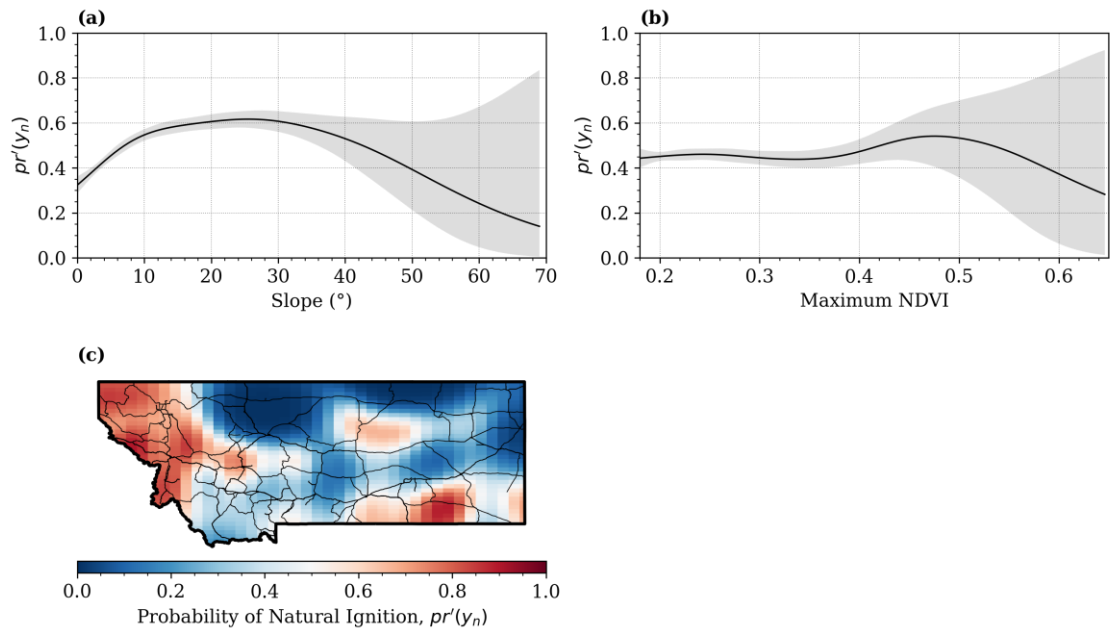 (a)
1.0
0.8
0.6
0.4
0.2
0.0
pr′(yₙ)
0 10 20 30 40 50 60 70
Slope (°)
(b)
1.0
0.8
0.6
0.4
0.2
0.0
pr′(yₙ)
0.2 0.3 0.4 0.5 0.6
Maximum NDVI
(c)
0.0 0.2 0.4 0.6 0.8 1.0
Probability of Natural Ignition, pr′(yₙ)